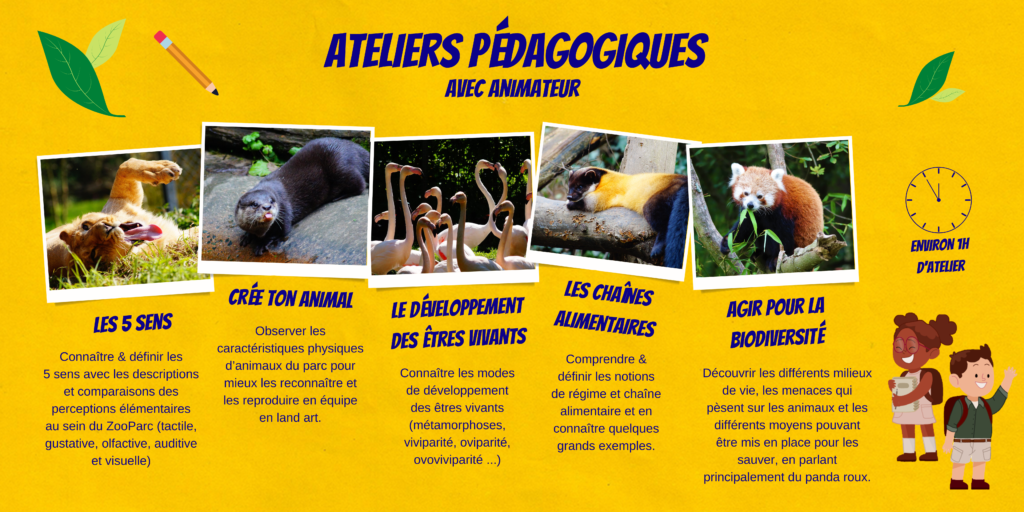 ATELIERS PÉDAGOGIQUES
AVEC ANIMATEUR
LES 5 SENS
Connaître & définir les
5 sens avec les descriptions
et comparaisons des
perceptions élémentaires
au sein du ZooParc (tactile,
gustative, olfactive, auditive
et visuelle)
CRÉE TON ANIMAL
Observer les
caractéristiques physiques
d'animaux du parc pour
mieux les reconnaître et
les reproduire en équipe
en land art.
LE DÉVELOPPEMENT
DES ÊTRES VIVANTS
Connaître les modes
de développement
des êtres vivants
(métamorphoses,
viviparité, oviparité,
ovoviviparité ...)
LES CHAÎNES
ALIMENTAIRES
Comprendre &
définir les notions
de régime et chaîne
alimentaire et en
connaître quelques
grands exemples.
AGIR POUR LA
BIODIVERSITÉ
Découvrir les différents milieux
de vie, les menaces qui
pèsent sur les animaux et les
différents moyens pouvant
être mis en place pour les
sauver, en parlant
principalement du panda roux.
ENVIRON 1H
D'ATELIER